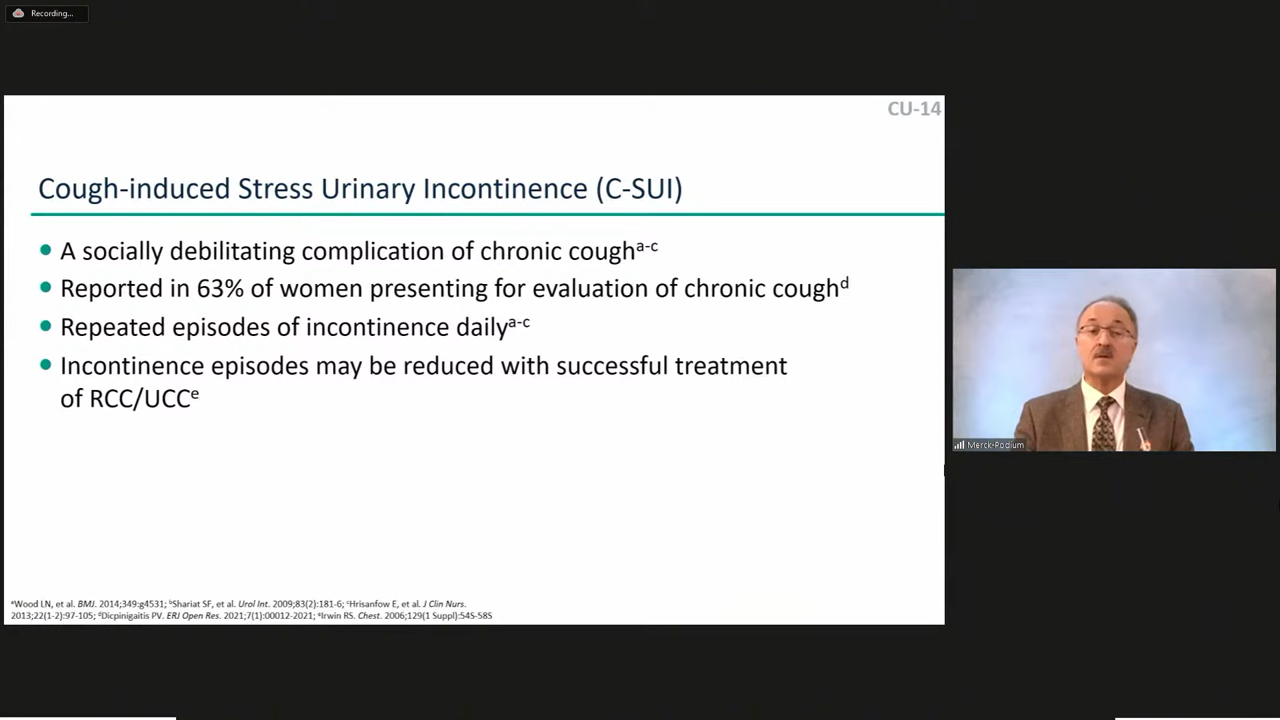 Recording...
CU-14
Cough-induced Stress Urinary Incontinence (C-SUI)
• A socially debilitating complication of chronic cough^a-c
• Reported in 63% of women presenting for evaluation of chronic cough^d
• Repeated episodes of incontinence daily^a-c
• Incontinence episodes may be reduced with successful treatment
of RCC/UCC^e
Merck-Podium
^aWood LN, et al. BMJ. 2014;349:g4531; ^bShariat SF, et al. Urol Int. 2009;83(2):181-6; ^cHrisanfow E, et al. J Clin Nurs.
2013;22(1-2):97-105; ^dDicpinigaitis PV. ERJ Open Res. 2021;7(1):00012-2021; ^eIrwin RS. Chest. 2006;129(1 Suppl):54S-58S